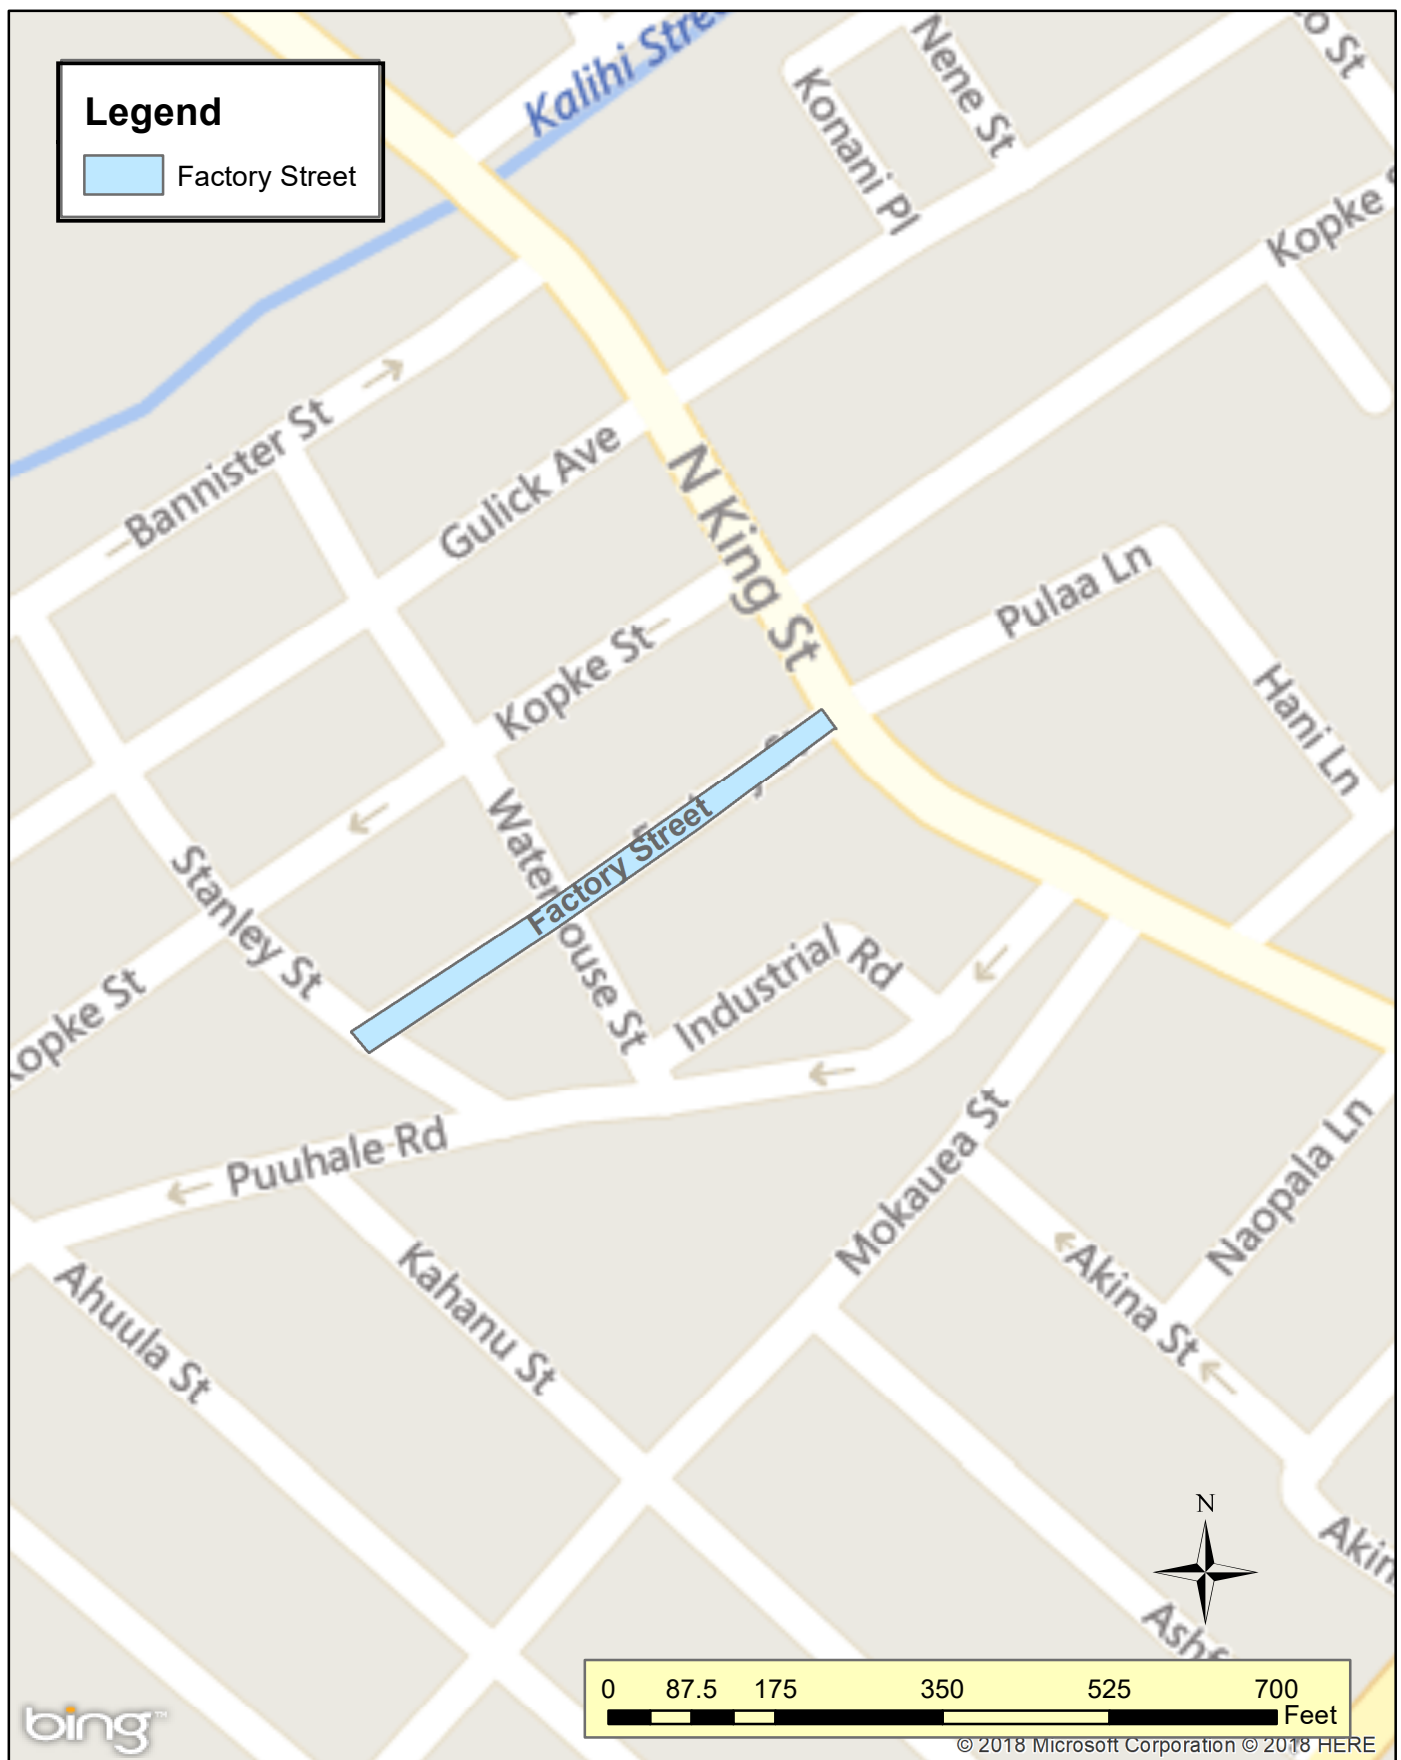 Legend
Factory Street
Kalihi Stree
Konani Pl
Nene St
o St
Kopke S
Bannister St
Gulick Ave
N King St
Kopke St
Pulaa Ln
Hani Ln
Factory Street
Waterhouse St
Stanley St
Industrial Rd
opke St
Puuhale Rd
Mokauea St
Naopala Ln
Akina St
Kahanu St
Ahuula St
N
Akin
Ashf
0 87.5 175 350 525 700
Feet
bing™
© 2018 Microsoft Corporation © 2018 HERE